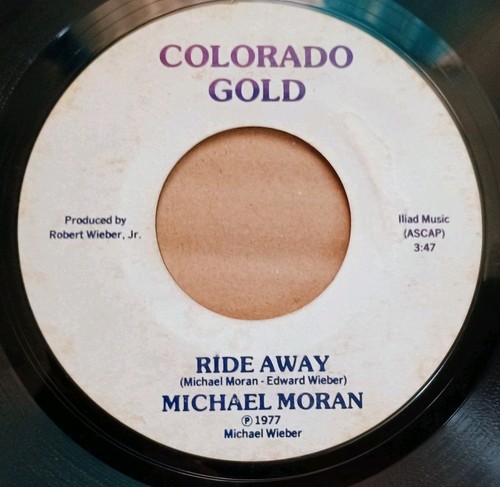 COLORADO
GOLD
Produced by
Robert Wieber, Jr.
Iliad Music
(ASCAP)
3:47
RIDE AWAY
(Michael Moran - Edward Wieber)
MICHAEL MORAN
℗ 1977
Michael Wieber